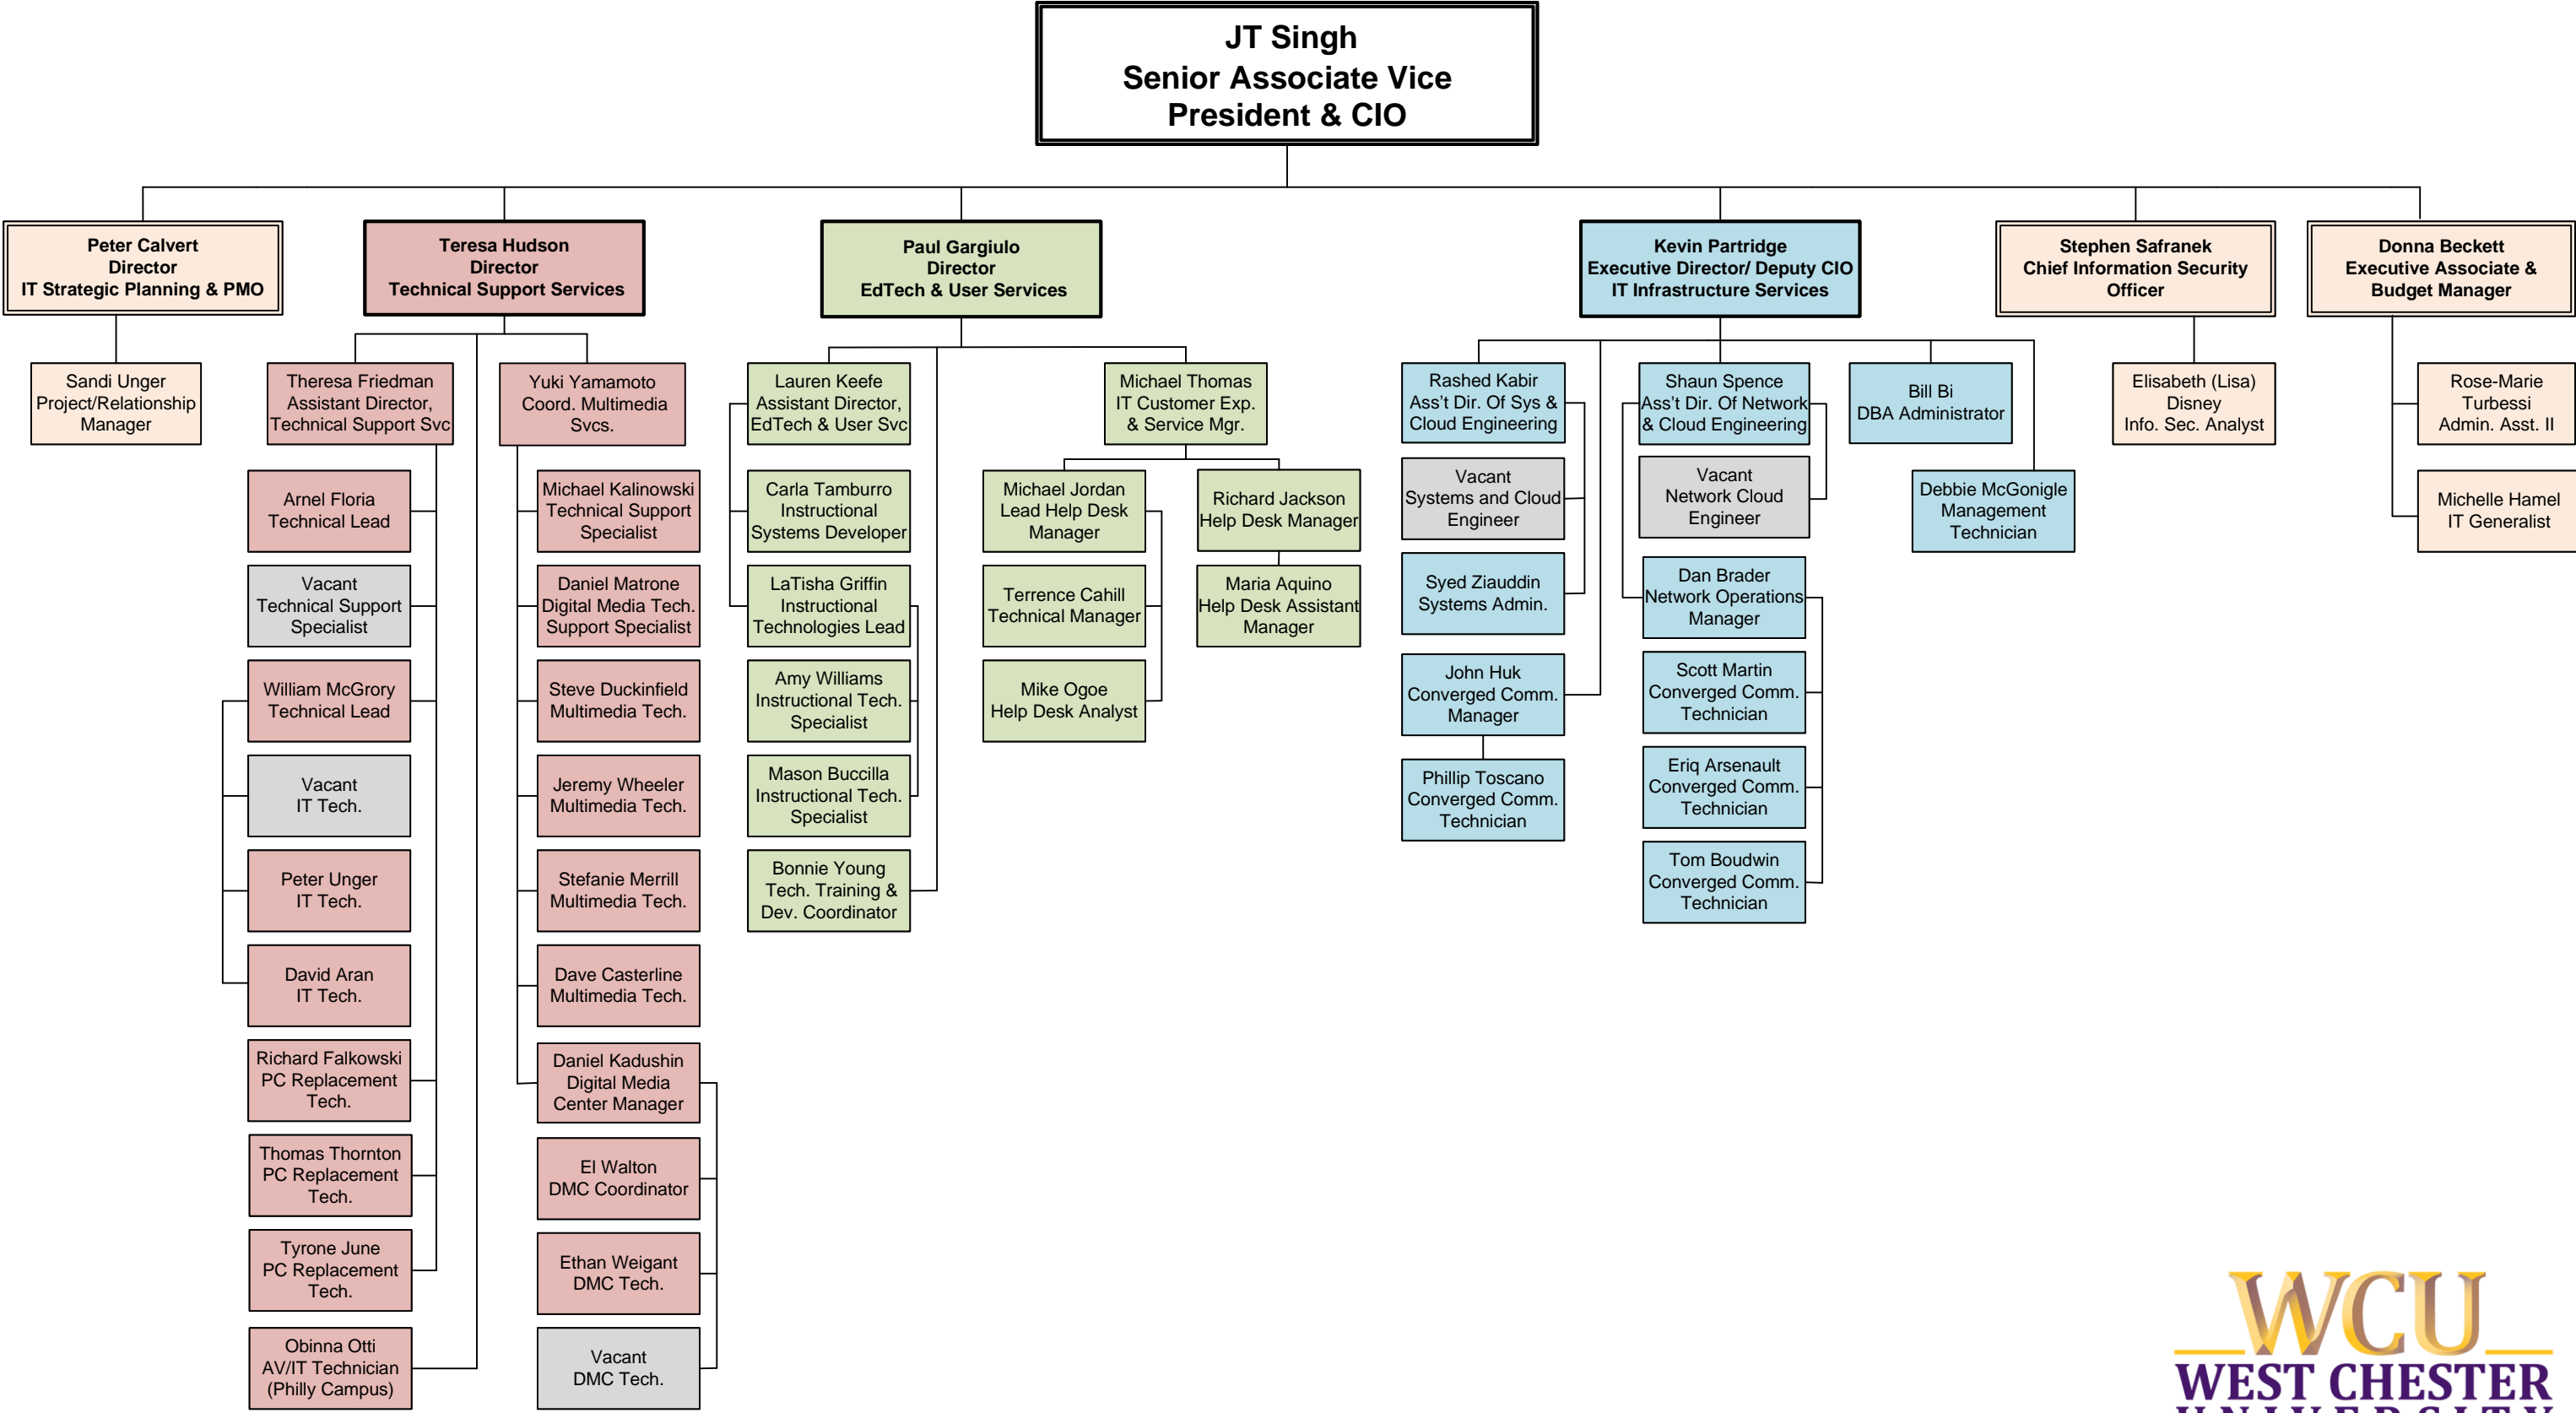 JT Singh
Senior Associate Vice
President & CIO
Peter Calvert
Director
IT Strategic Planning & PMO
Teresa Hudson
Director
Technical Support Services
Paul Gargiulo
Director
EdTech & User Services
Kevin Partridge
Executive Director/ Deputy CIO
IT Infrastructure Services
Stephen Safranek
Chief Information Security
Officer
Donna Beckett
Executive Associate &
Budget Manager
Sandi Unger
Project/Relationship
Manager
Theresa Friedman
Assistant Director,
Technical Support Svc
Arnel Floria
Technical Lead
Vacant
Technical Support
Specialist
William McGrory
Technical Lead
Vacant
IT Tech.
Peter Unger
IT Tech.
David Aran
IT Tech.
Richard Falkowski
PC Replacement
Tech.
Thomas Thornton
PC Replacement
Tech.
Tyrone June
PC Replacement
Tech.
Obinna Otti
AV/IT Technician
(Philly Campus)
Yuki Yamamoto
Coord. Multimedia
Svcs.
Michael Kalinowski
Technical Support
Specialist
Daniel Matrone
Digital Media Tech.
Support Specialist
Steve Duckinfield
Multimedia Tech.
Jeremy Wheeler
Multimedia Tech.
Stefanie Merrill
Multimedia Tech.
Dave Casterline
Multimedia Tech.
Daniel Kadushin
Digital Media
Center Manager
El Walton
DMC Coordinator
Ethan Weigant
DMC Tech.
Vacant
DMC Tech.
Lauren Keefe
Assistant Director,
EdTech & User Svc
Carla Tamburro
Instructional
Systems Developer
LaTisha Griffin
Instructional
Technologies Lead
Amy Williams
Instructional Tech.
Specialist
Mason Buccilla
Instructional Tech.
Specialist
Bonnie Young
Tech. Training &
Dev. Coordinator
Michael Thomas
IT Customer Exp.
& Service Mgr.
Michael Jordan
Lead Help Desk
Manager
Terrence Cahill
Technical Manager
Mike Ogoe
Help Desk Analyst
Richard Jackson
Help Desk Manager
Maria Aquino
Help Desk Assistant
Manager
Rashed Kabir
Ass't Dir. Of Sys &
Cloud Engineering
Vacant
Systems and Cloud
Engineer
Syed Ziauddin
Systems Admin.
John Huk
Converged Comm.
Manager
Phillip Toscano
Converged Comm.
Technician
Shaun Spence
Ass't Dir. Of Network
& Cloud Engineering
Vacant
Network Cloud
Engineer
Dan Brader
Network Operations
Manager
Scott Martin
Converged Comm.
Technician
Eriq Arsenault
Converged Comm.
Technician
Tom Boudwin
Converged Comm.
Technician
Bill Bi
DBA Administrator
Debbie McGonigle
Management
Technician
Elisabeth (Lisa)
Disney
Info. Sec. Analyst
Rose-Marie
Turbessi
Admin. Asst. II
Michelle Hamel
IT Generalist
WCU
WEST CHESTER
UNIVERSITY